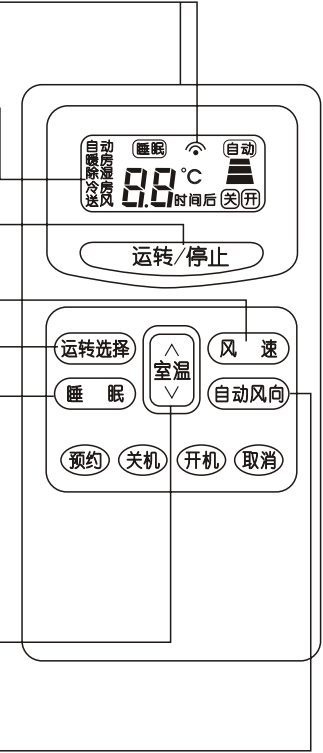 自动 睡眠 自动
暖房
除湿 88 °C
冷房
送风 时间后 关 开
运转/停止
运转选择 室温 风 速
睡 眠 自动风向
预约 关机 开机 取消